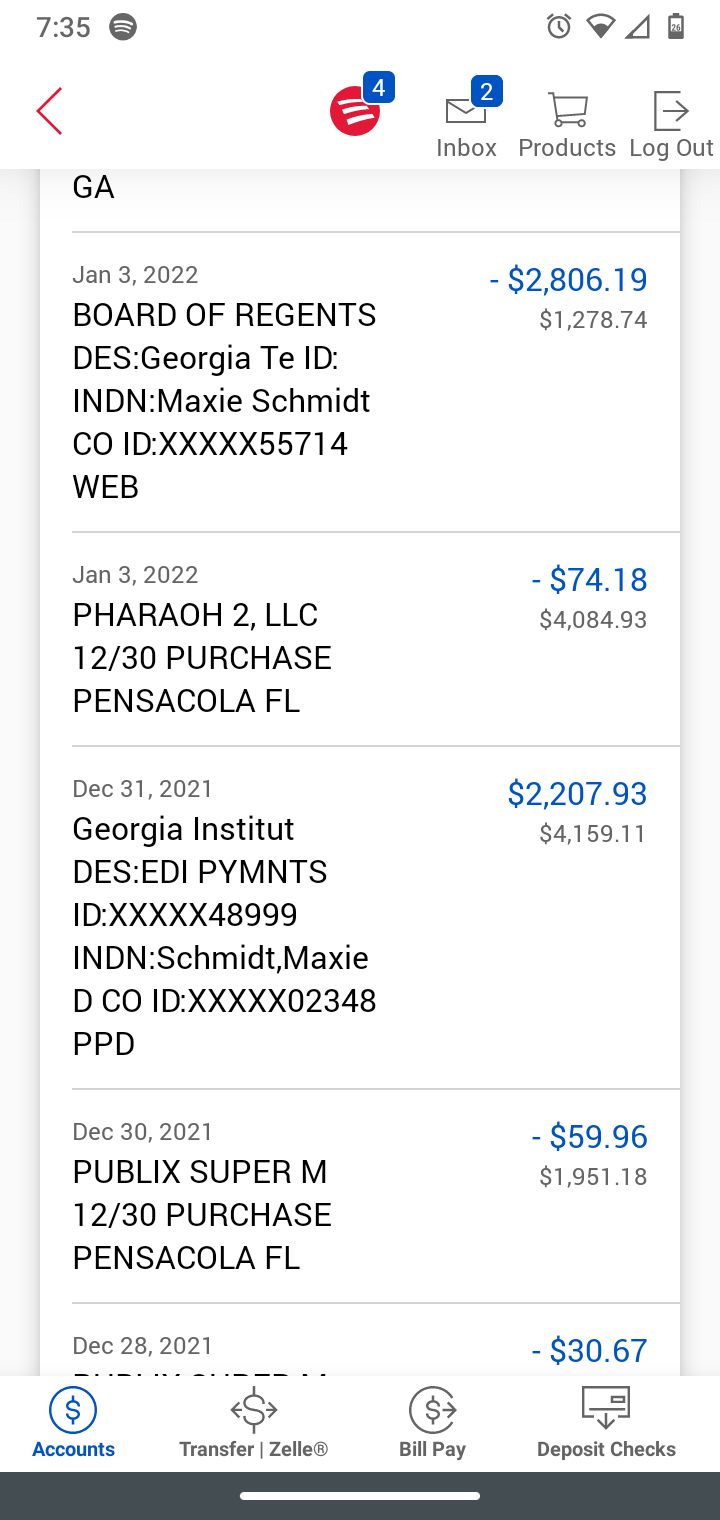 7:35
26
4
2
Inbox
Products
Log Out
GA
Jan 3, 2022
- $2,806.19
BOARD OF REGENTS
$1,278.74
DES:Georgia Te ID:
INDN:Maxie Schmidt
CO ID:XXXXX55714
WEB
Jan 3, 2022
- $74.18
PHARAOH 2, LLC
$4,084.93
12/30 PURCHASE
PENSACOLA FL
Dec 31, 2021
$2,207.93
Georgia Institut
$4,159.11
DES:EDI PYMNTS
ID:XXXXX48999
INDN:Schmidt,Maxie
D CO ID:XXXXX02348
PPD
Dec 30, 2021
- $59.96
PUBLIX SUPER M
$1,951.18
12/30 PURCHASE
PENSACOLA FL
Dec 28, 2021
- $30.67
PUBLIX SUPER M
Accounts
Transfer | Zelle®
Bill Pay
Deposit Checks